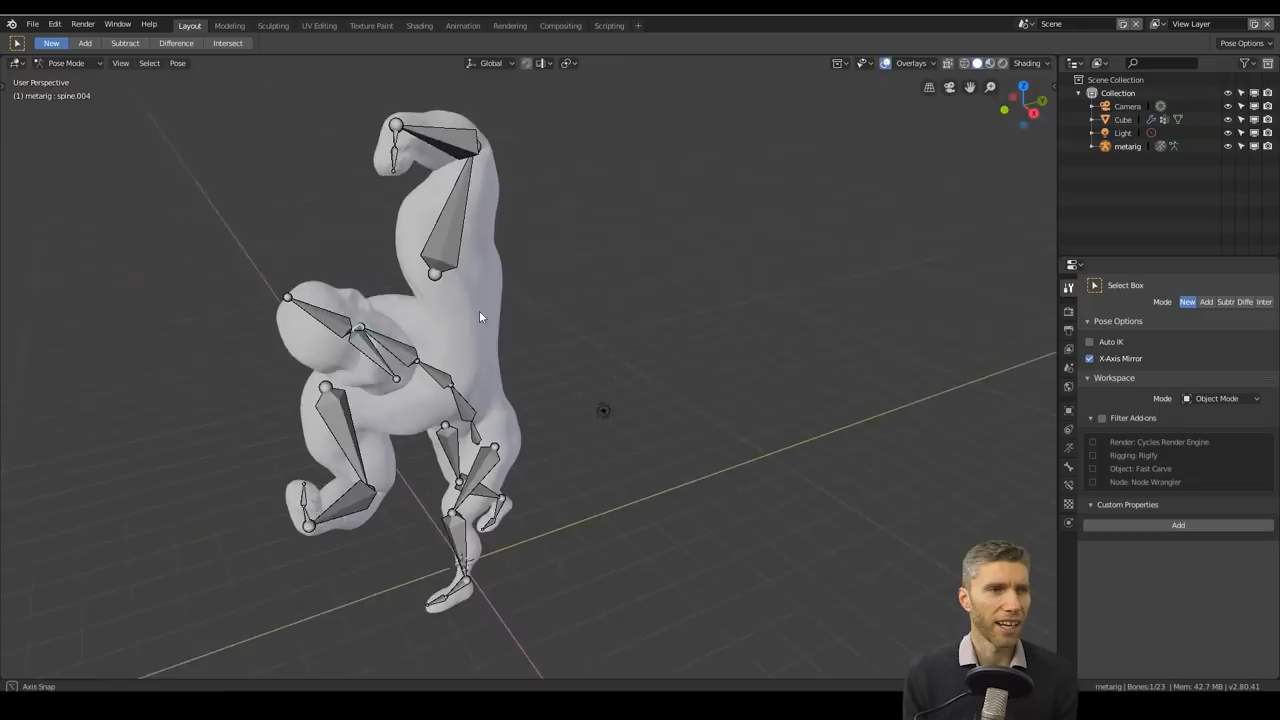 File Edit Render Window Help Layout Modeling Sculpting UV Editing Texture Paint Shading Animation Rendering Compositing Scripting + Scene View Layer
New Add Subtract Difference Intersect Pose Options
Pose Mode View Select Pose Global Overlays Shading
User Perspective
(1) metarig : spine.004
Scene Collection
Collection
Camera
Cube
Light
metarig
Select Box
Mode New Add Subtr Diffe Inter
Pose Options
Auto IK
X-Axis Mirror
Workspace
Mode Object Mode
Filter Add-ons
Render: Cycles Render Engine
Rigging: Rigify
Object: Fast Carve
Node: Node Wrangler
Custom Properties
Add
Axis Snap metarig | Bones:1/23 | Mem: 42.7 MB | v2.80.41